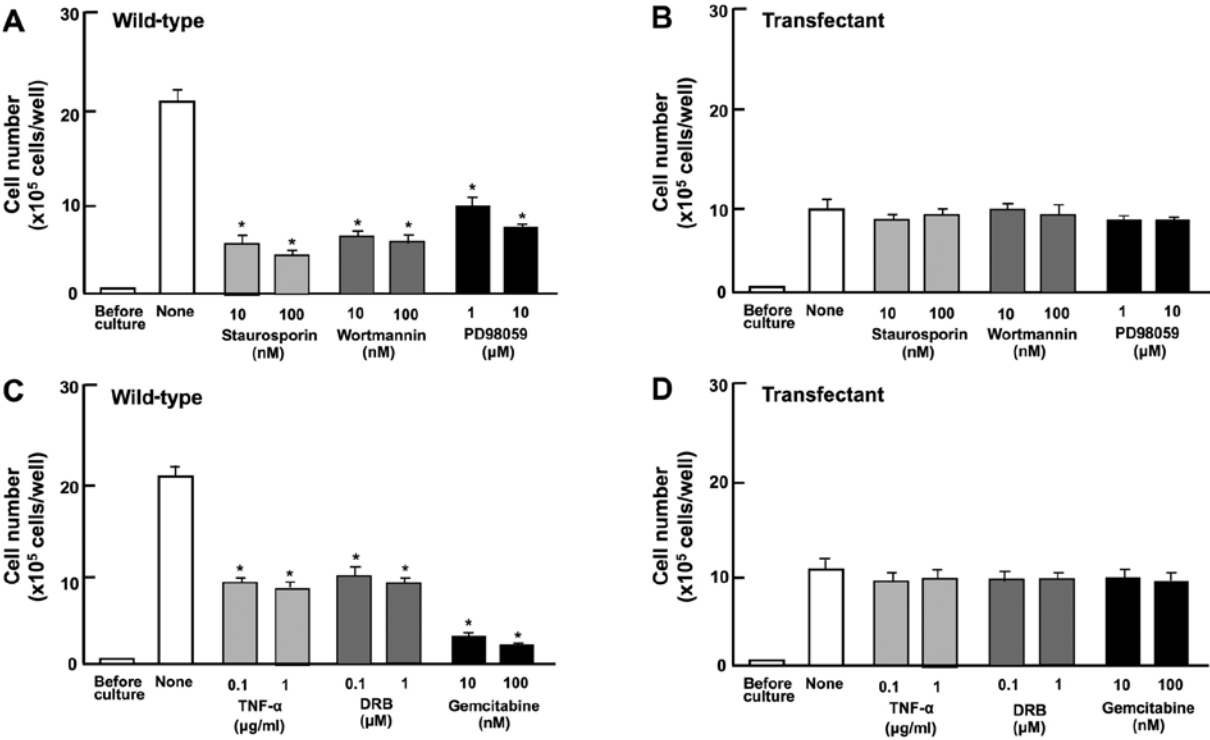 A
Wild-type
Cell number
(x10⁵ cells/well)
30
20
10
0
Before
culture
None
10
100
10
100
1
10
Staurosporin
(nM)
Wortmannin
(nM)
PD98059
(µM)
*
*
*
*
*
*
B
Transfectant
Cell number
(x10⁵ cells/well)
30
20
10
0
Before
culture
None
10
100
10
100
1
10
Staurosporin
(nM)
Wortmannin
(nM)
PD98059
(µM)
C
Wild-type
Cell number
(x10⁵ cells/well)
30
20
10
0
Before
culture
None
0.1
1
0.1
1
10
100
TNF-α
(µg/ml)
DRB
(µM)
Gemcitabine
(nM)
*
*
*
*
*
*
D
Transfectant
Cell number
(x10⁵ cells/well)
30
20
10
0
Before
culture
None
0.1
1
0.1
1
10
100
TNF-α
(µg/ml)
DRB
(µM)
Gemcitabine
(nM)